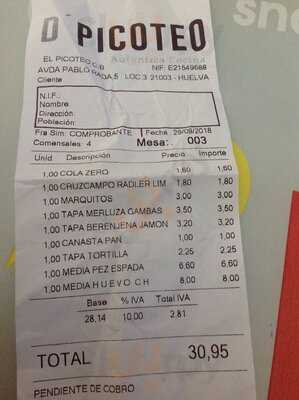 D´PICOTEO
EL PICOTEO C.B
NIF: E21549688
AVDA PABLO RADA,5 LOC 3 21003 - HUELVA
Cliente
N.I.F.:
Nombre:
Dirección:
Población:
Fra Sim: COMPROBANTE Fecha 29/09/2018
Comensales: 4 Mesa: 003
Unid Descripción Precio Importe
1,00 COLA ZERO 1,60 1,60
1,00 CRUZCAMPO RADLER LIM 1,80 1,80
1,00 MARQUITOS 3,00 3,00
1,00 TAPA MERLUZA GAMBAS 3,50 3,50
1,00 TAPA BERENJENA JAMON 3,20 3,20
1,00 CANASTA PAN 1,00 1,00
1,00 TAPA TORTILLA 2,25 2,25
1,00 MEDIA PEZ ESPADA 6,60 6,60
1,00 MEDIA HUEVO CH 8,00 8,00
Base % IVA Total IVA
28.14 10.00 2.81
TOTAL 30,95
PENDIENTE DE COBRO